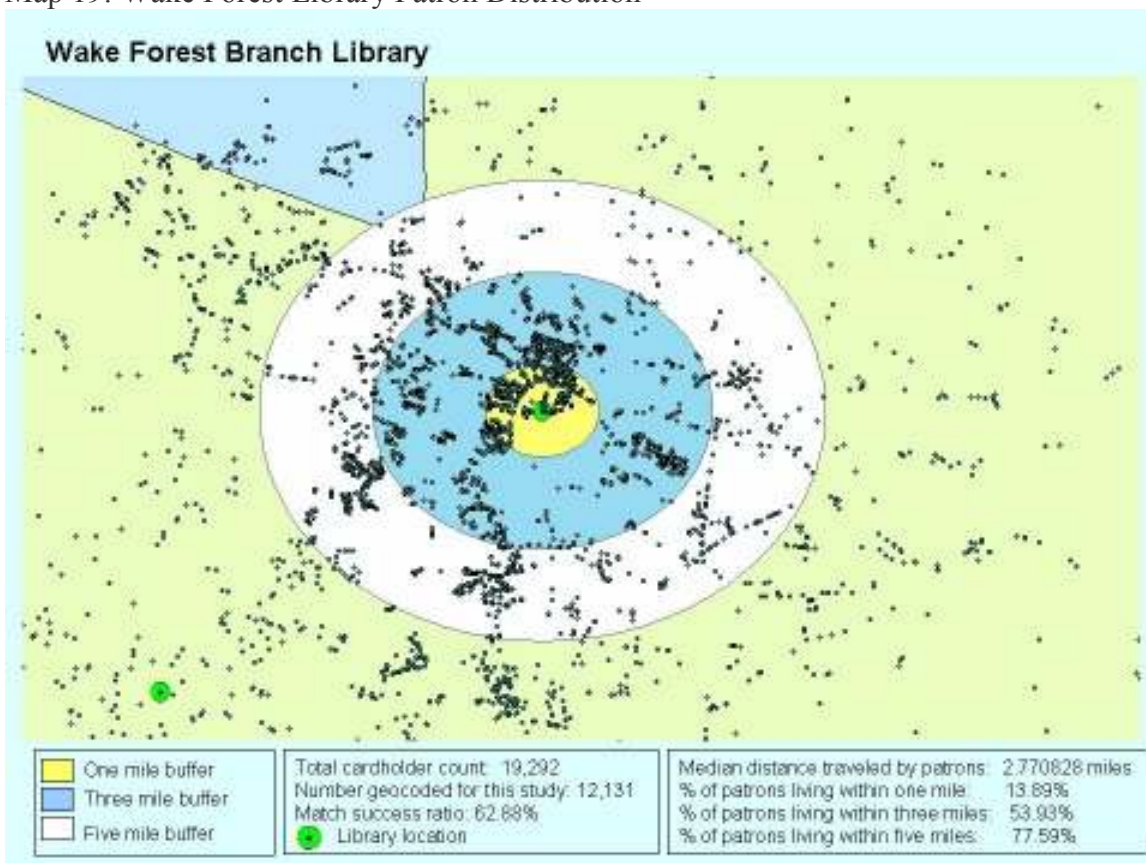 Map 19: Wake Forest Library Patron Distribution
Wake Forest Branch Library
One mile buffer
Three mile buffer
Five mile buffer
Total cardholder count: 19,292
Number geocoded for this study: 12,131
Match success ratio: 62.88%
Library location
Median distance traveled by patrons: 2.770828 miles
% of patrons living within one mile: 13.89%
% of patrons living within three miles: 53.93%
% of patrons living within five miles: 77.59%